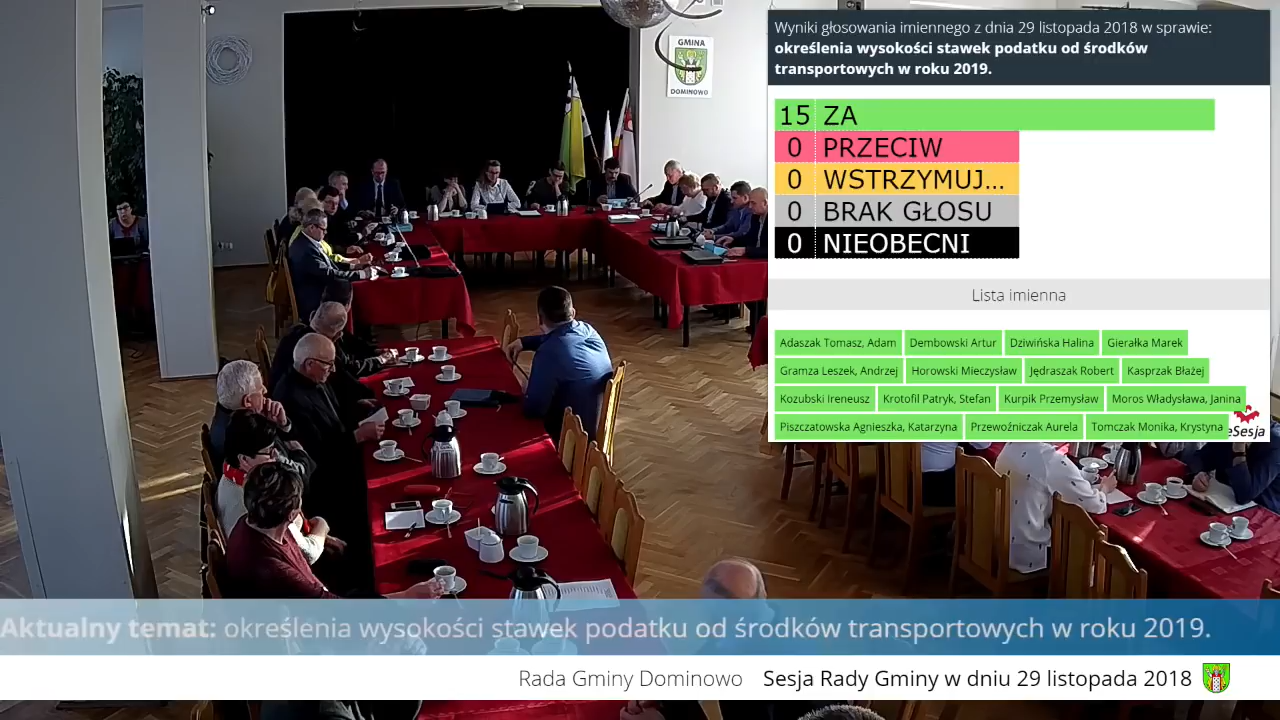 GMINA
DOMINOWO
Wyniki głosowania imiennego z dnia 29 listopada 2018 w sprawie:
określenia wysokości stawek podatku od środków
transportowych w roku 2019.
15 ZA
0 PRZECIW
0 WSTRZYMUJ...
0 BRAK GŁOSU
0 NIEOBECNI
Lista imienna
Adaszak Tomasz, Adam Dembowski Artur Dziwińska Halina Gierałka Marek
Gramza Leszek, Andrzej Horowski Mieczysław Jędraszak Robert Kasprzak Błażej
Kozubski Ireneusz Krotofil Patryk, Stefan Kurpik Przemysław Moros Władysława, Janina
Piszczatowska Agnieszka, Katarzyna Przewoźniczak Aurela Tomczak Monika, Krystyna
eSesja
Aktualny temat: określenia wysokości stawek podatku od środków transportowych w roku 2019.
Rada Gminy Dominowo Sesja Rady Gminy w dniu 29 listopada 2018